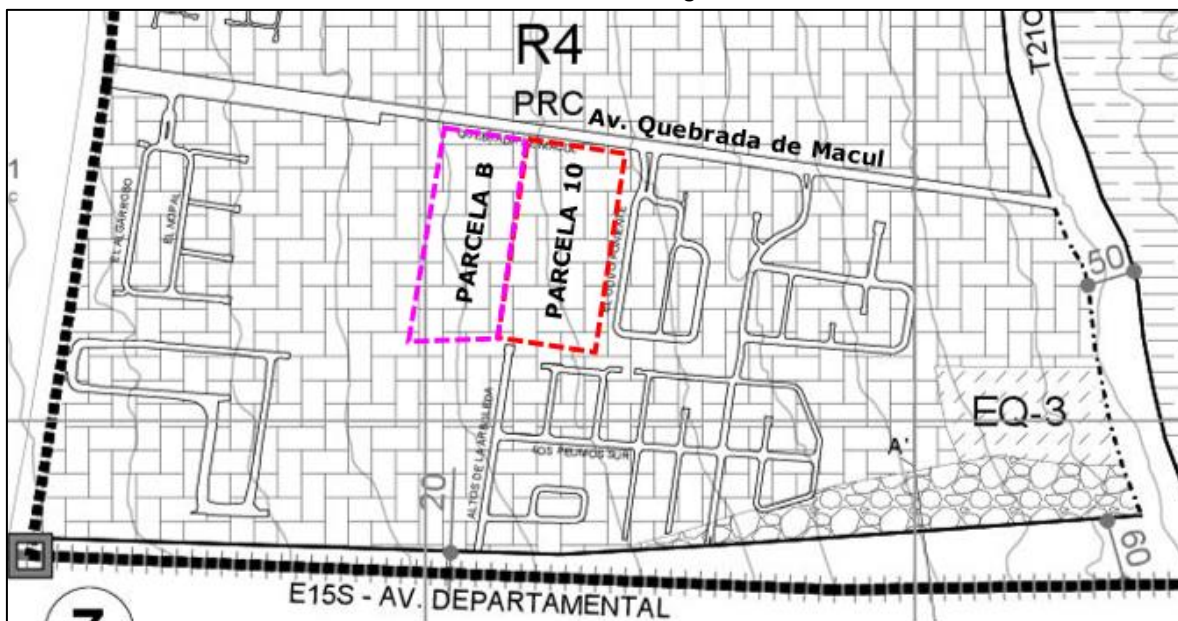 R4
T21O
PRC
Av. Quebrada de Macul
1
PARCELA B
PARCELA 10
EL ALGARROBO
EL NOPAL
50
EQ-3
A'
ALTOS DE LA ARBOLEDA
LOS PEUMOS SUR
20
60
E15S - AV. DEPARTAMENTAL
7